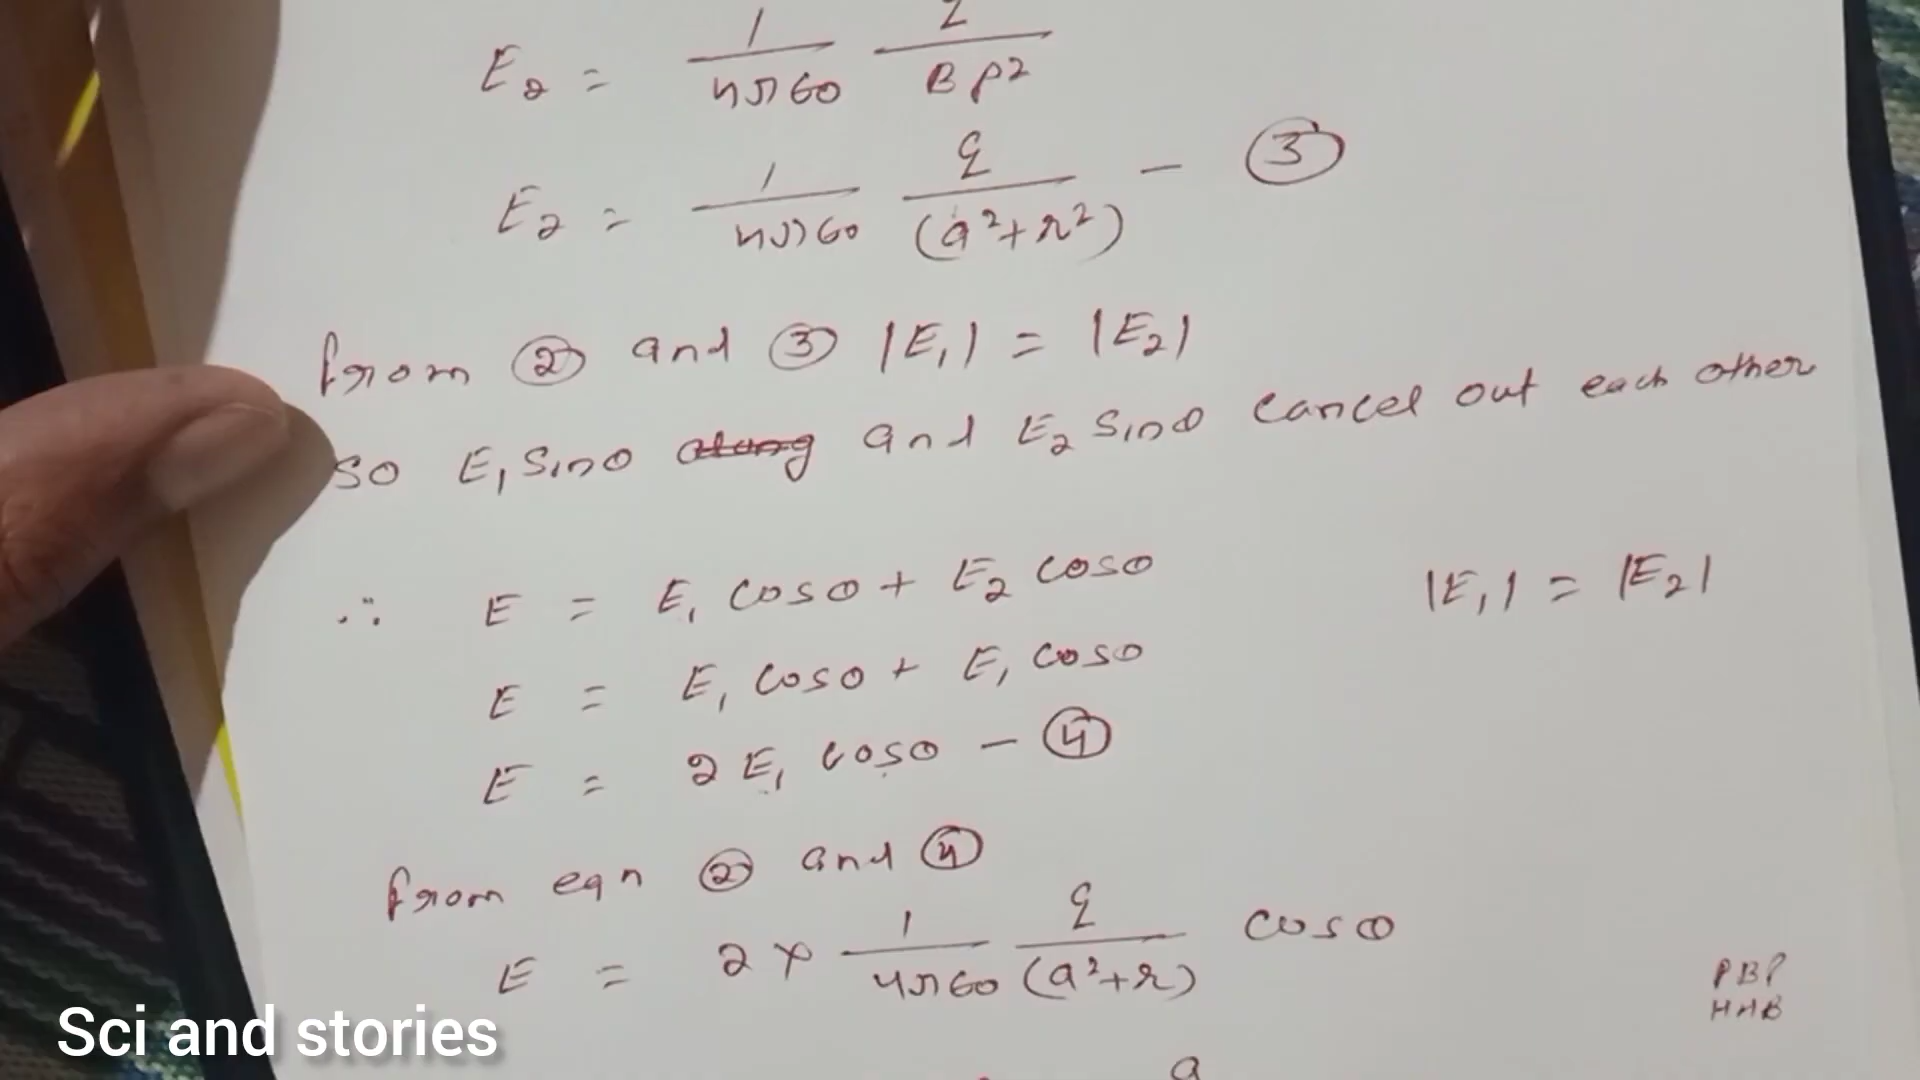 E₂ = 1/4πε₀ q/BP²
E₂ = 1/4πε₀ q/(a²+r²) — ③
from ② and ③ |E₁| = |E₂|
so E₁ sinθ along and E₂ sinθ cancel out each other
∴ E = E₁ cosθ + E₂ cosθ |E₁| = |E₂|
E = E₁ cosθ + E₁ cosθ
E = 2E₁ cosθ — ④
from eqn ② and ④
E = 2 × 1/4πε₀ q/(a²+r) cosθ
PBP
Sci and stories
a